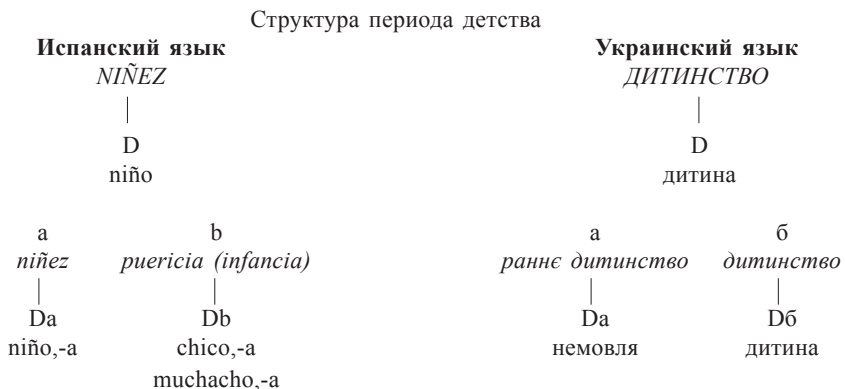 Структура периода детства
Испанский язык Украинский язык
NIÑEZ ДИТИНСТВО
D D
niño дитина
a b а б
niñez puericia (infancia) раннє дитинство дитинство
Da Db Da Dб
niño,-a chico,-a немовля дитина
muchacho,-a